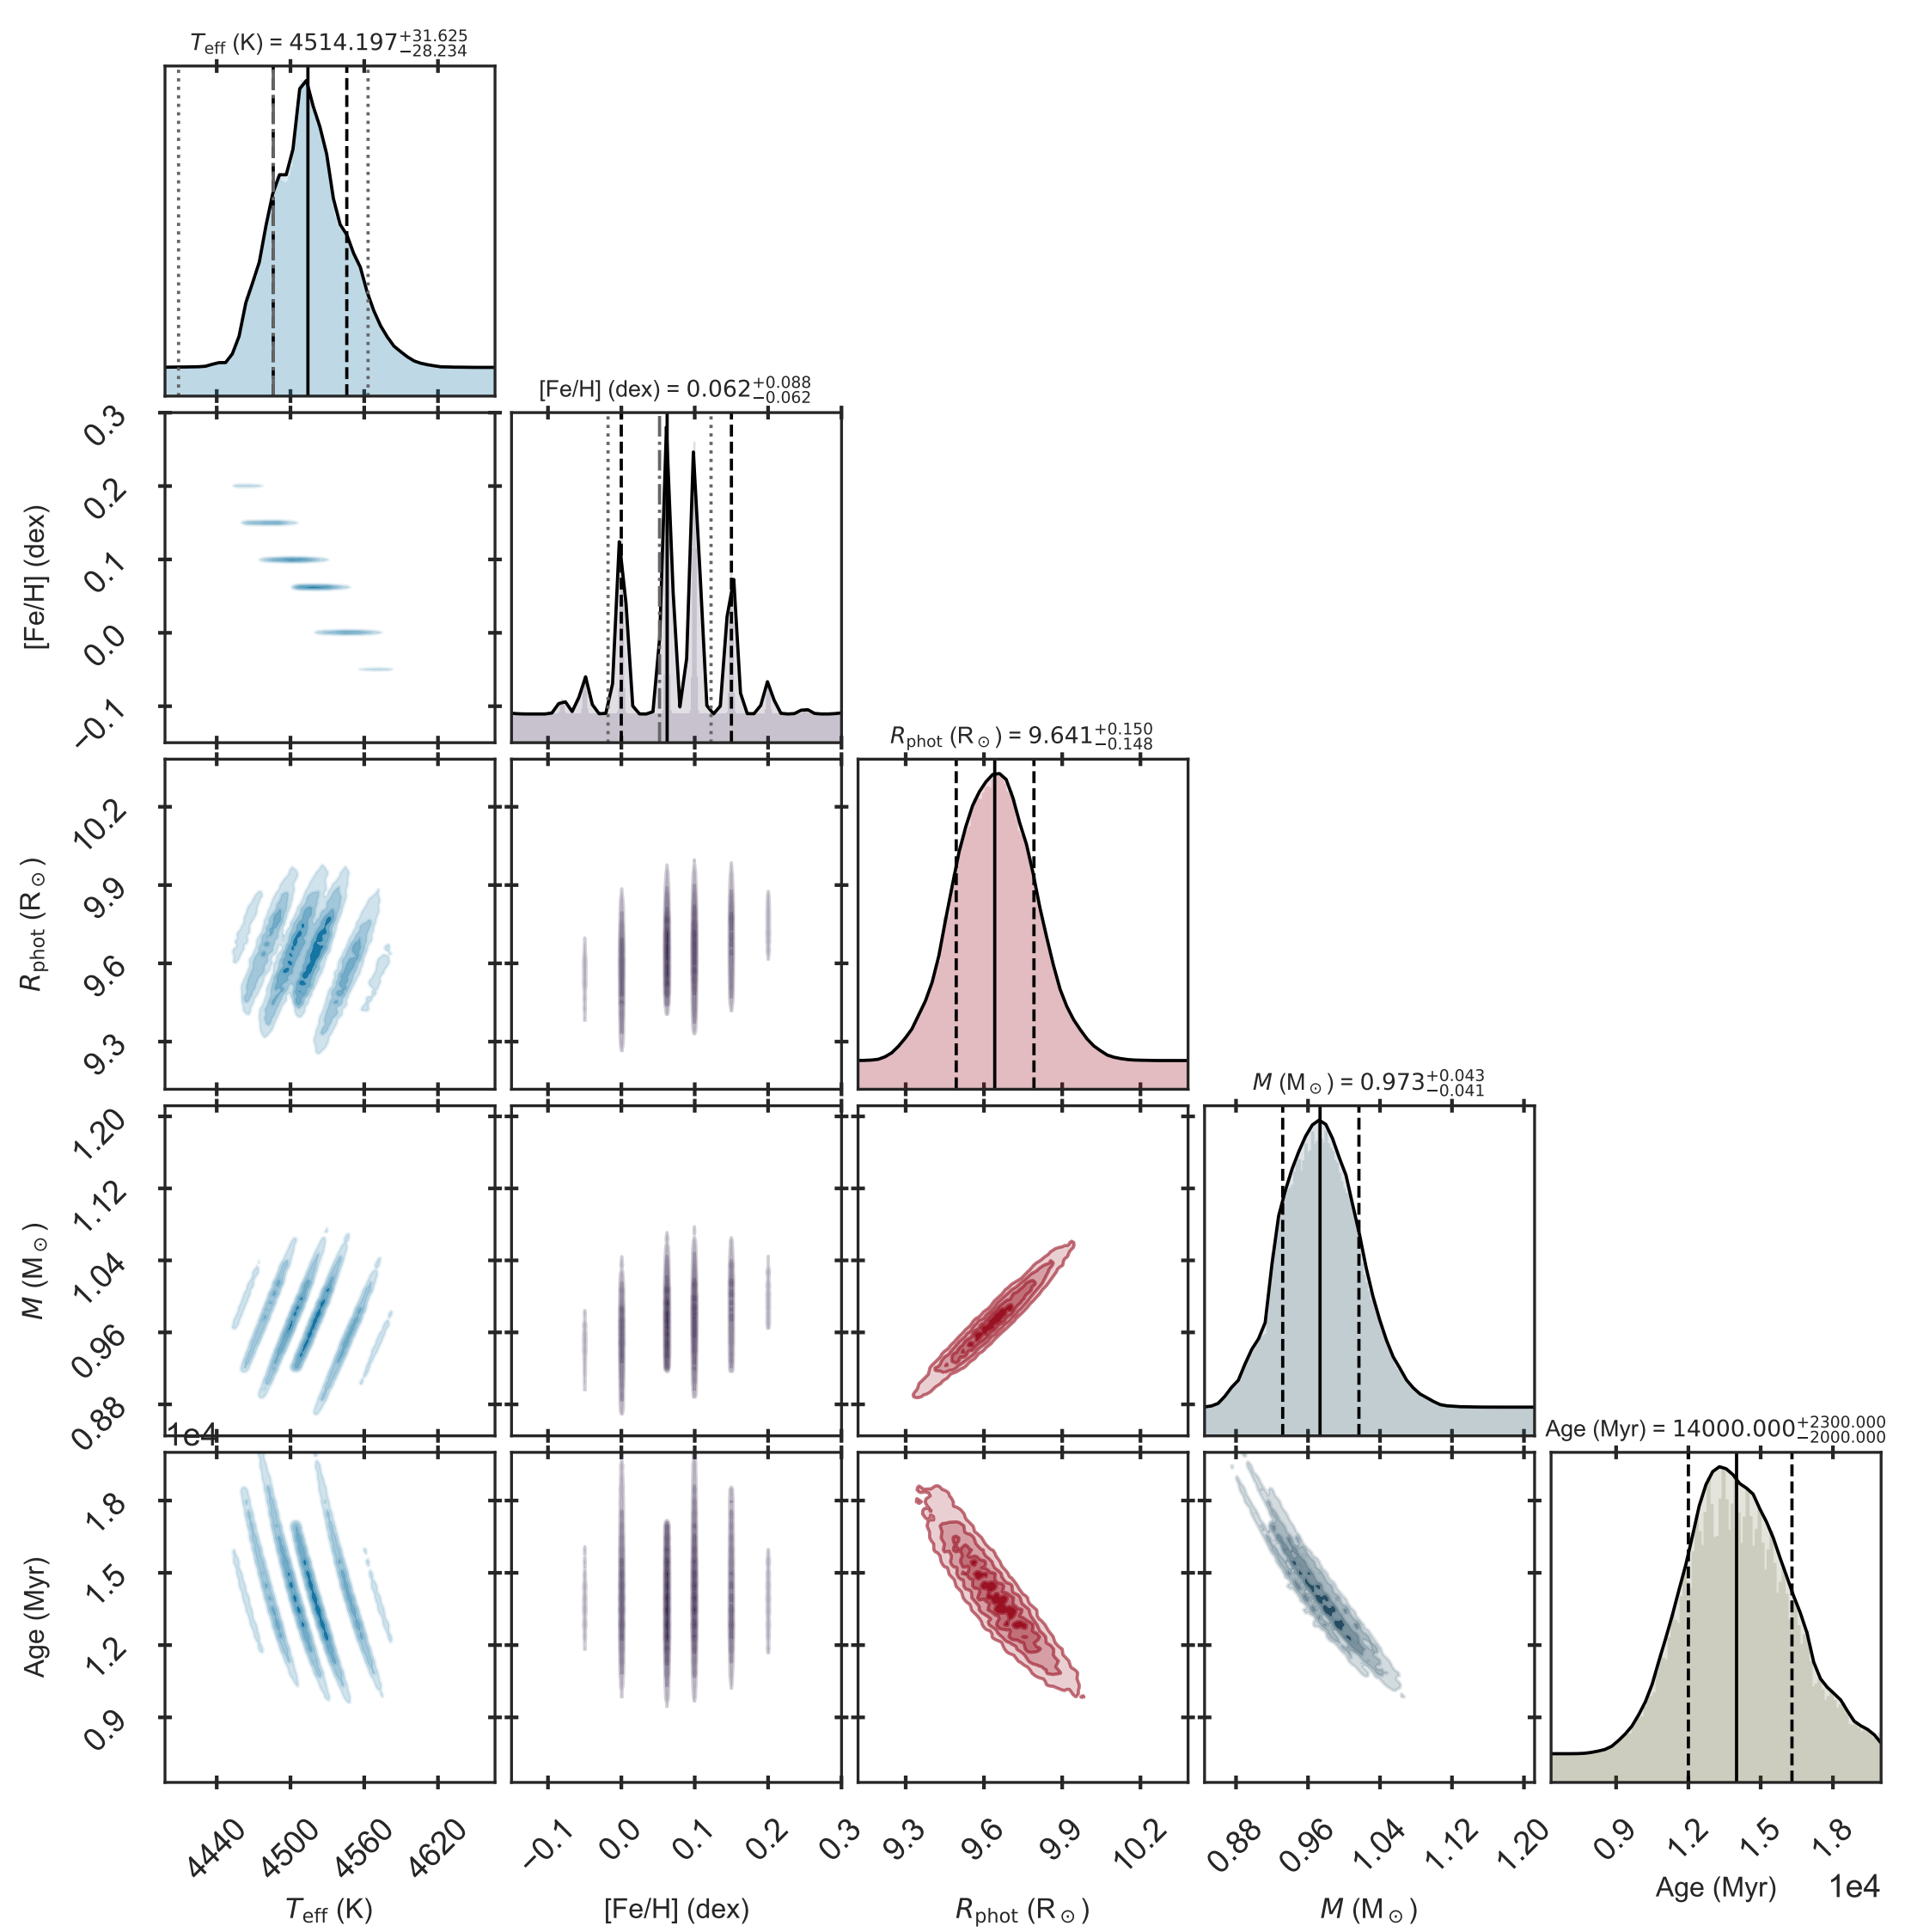 T_eff (K) = 4514.197 +31.625 −28.234
[Fe/H] (dex) = 0.062 +0.088 −0.062
0.3
0.2
0.1
0.0
−0.1
[Fe/H] (dex)
R_phot (R⊙) = 9.641 +0.150 −0.148
10.2
9.9
9.6
9.3
R_phot (R⊙)
M (M⊙) = 0.973 +0.043 −0.041
1.20
1.12
1.04
0.96
0.88
M (M⊙)
Age (Myr) = 14000.000 +2300.000 −2000.000
1e4
1.8
1.5
1.2
0.9
Age (Myr)
4440 4500 4560 4620
T_eff (K)
−0.1 0.0 0.1 0.2 0.3
[Fe/H] (dex)
9.3 9.6 9.9 10.2
R_phot (R⊙)
0.88 0.96 1.04 1.12 1.20
M (M⊙)
0.9 1.2 1.5 1.8
Age (Myr) 1e4